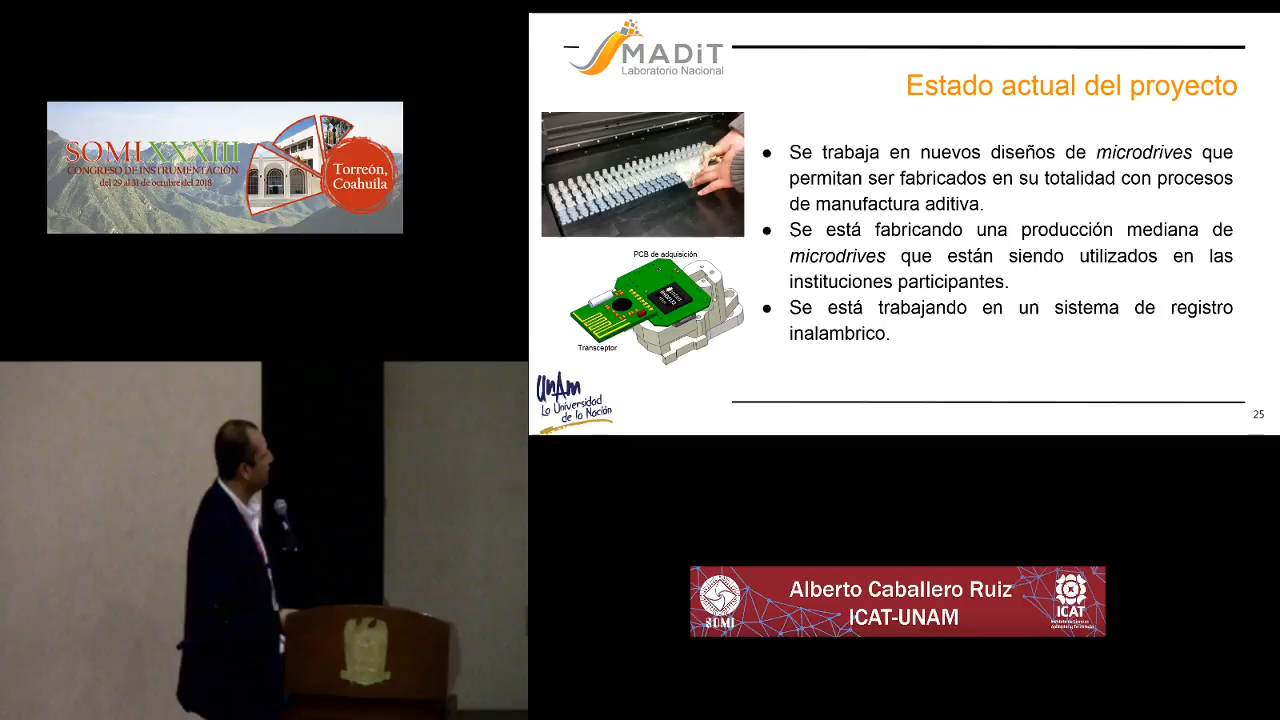 SOMI XXXIII
CONGRESO DE INSTRUMENTACIÓN
del 29 al 31 de octubre del 2018
Torreón,
Coahuila
MADiT
Laboratorio Nacional
Estado actual del proyecto
● Se trabaja en nuevos diseños de microdrives que
permitan ser fabricados en su totalidad con procesos
de manufactura aditiva.
● Se está fabricando una producción mediana de
microdrives que están siendo utilizados en las
instituciones participantes.
● Se está trabajando en un sistema de registro
inalambrico.
PCB de adquisición
Transceptor
UnAm
La Universidad
de la Nación
25
Alberto Caballero Ruiz
ICAT-UNAM
SOMI
ICAT